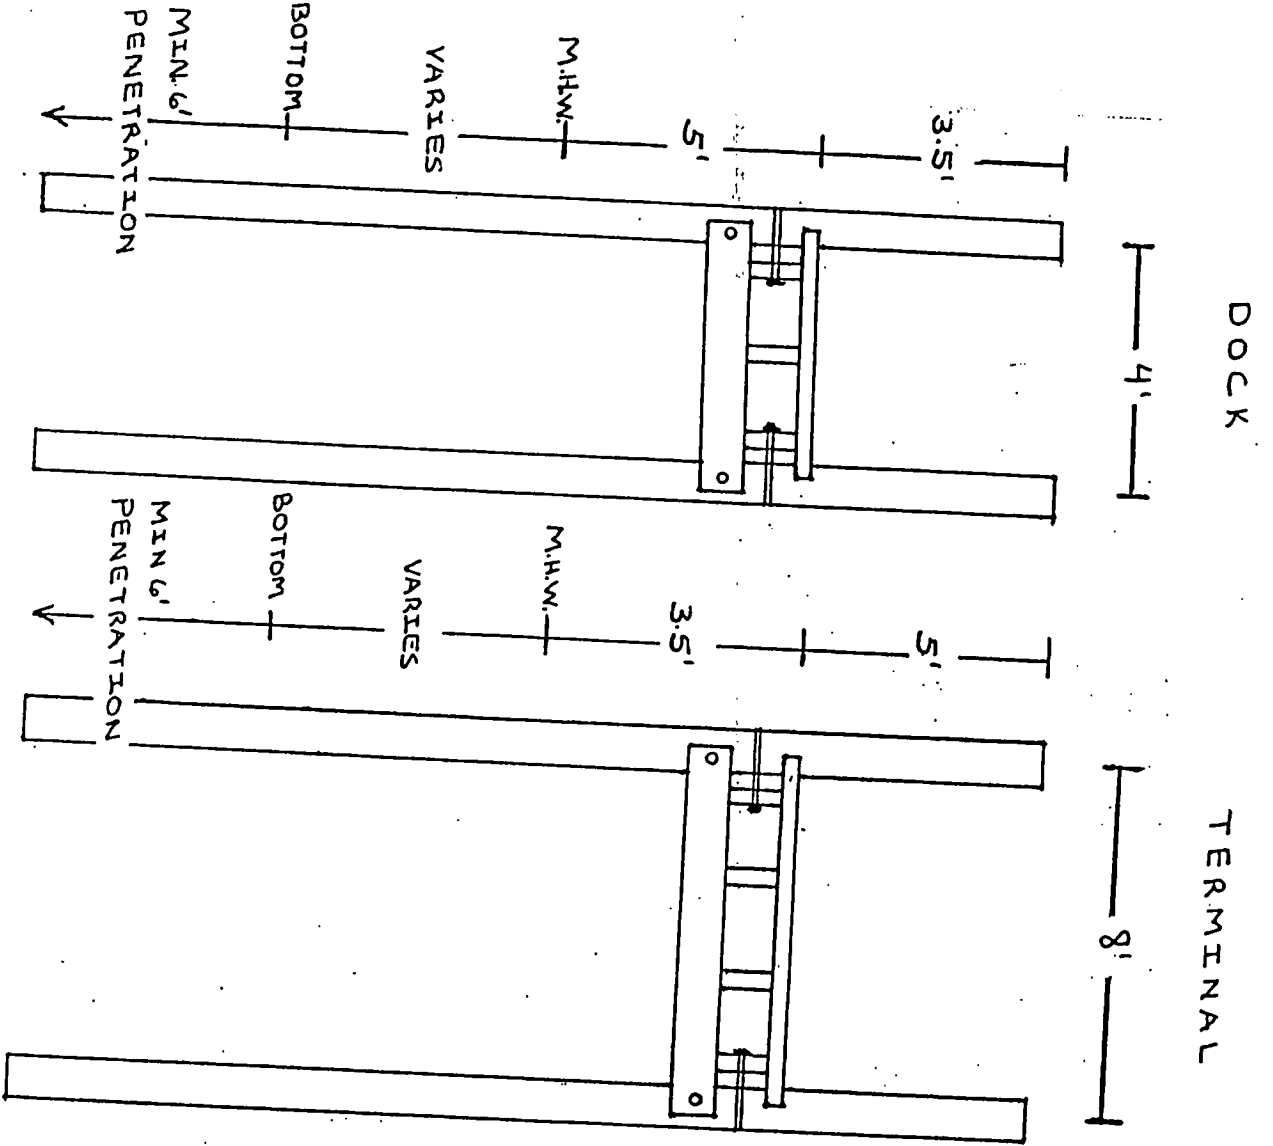 DOCK
4'
3.5'
5'
M.H.W.
VARIES
BOTTOM
MIN. 6'
PENETRATION
TERMINAL
8'
5'
3.5'
M.H.W.
VARIES
BOTTOM
MIN 6'
PENETRATION